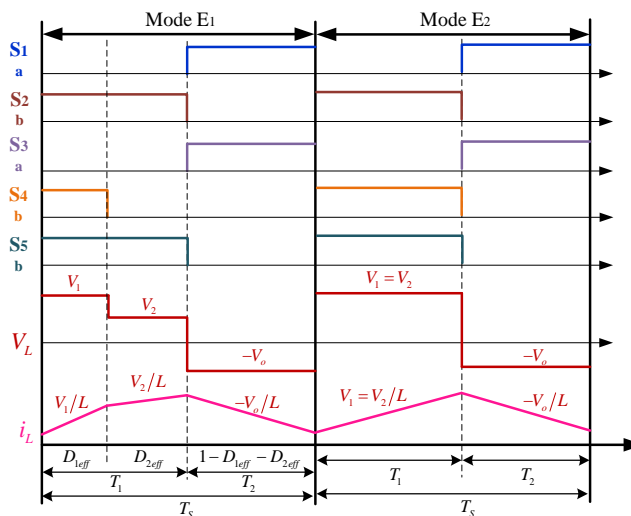 Mode E1 Mode E2
S1
a
S2
b
S3
a
S4
b
S5
b
V1 V1 = V2
V2
VL −Vo −Vo
V2/L
V1/L −Vo/L V1 = V2/L −Vo/L
iL
D1eff D2eff 1−D1eff−D2eff
T1 T2 T1 T2
TS TS